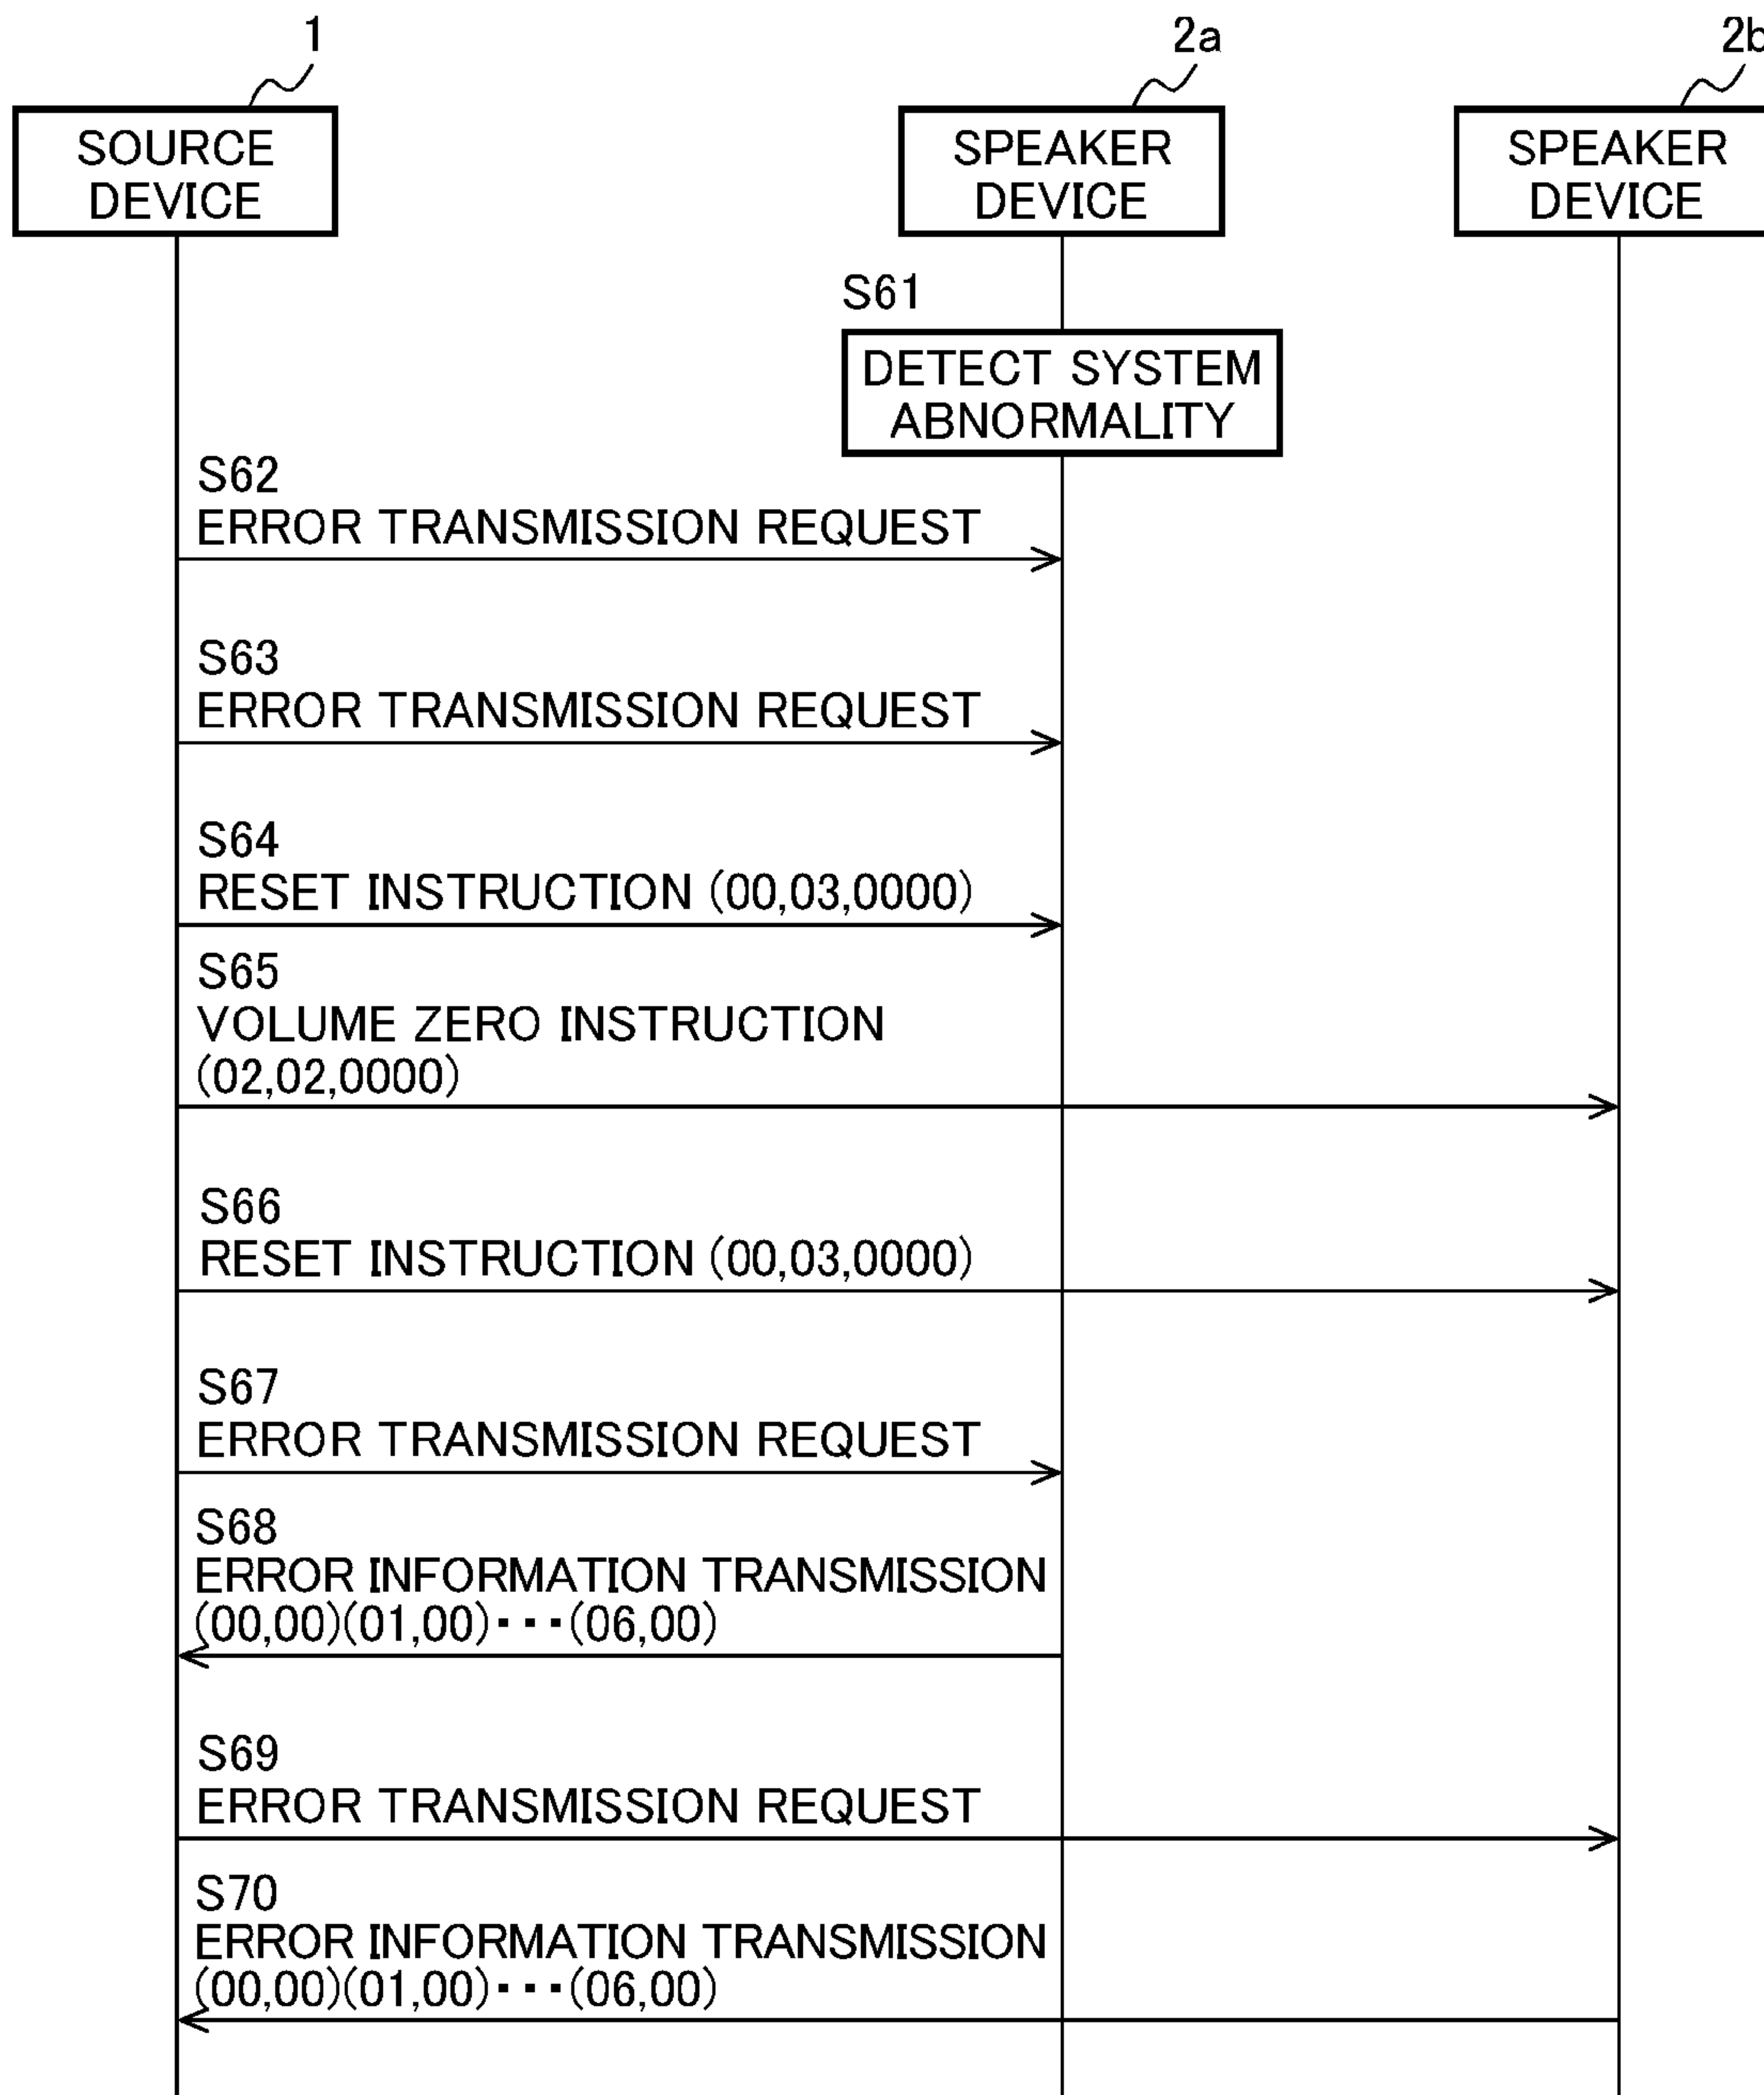 1
2a
2b
SOURCE
DEVICE
SPEAKER
DEVICE
SPEAKER
DEVICE
S61
DETECT SYSTEM
ABNORMALITY
S62
ERROR TRANSMISSION REQUEST
S63
ERROR TRANSMISSION REQUEST
S64
RESET INSTRUCTION (00,03,0000)
S65
VOLUME ZERO INSTRUCTION
(02,02,0000)
S66
RESET INSTRUCTION (00,03,0000)
S67
ERROR TRANSMISSION REQUEST
S68
ERROR INFORMATION TRANSMISSION
(00,00)(01,00)･･･(06,00)
S69
ERROR TRANSMISSION REQUEST
S70
ERROR INFORMATION TRANSMISSION
(00,00)(01,00)･･･(06,00)